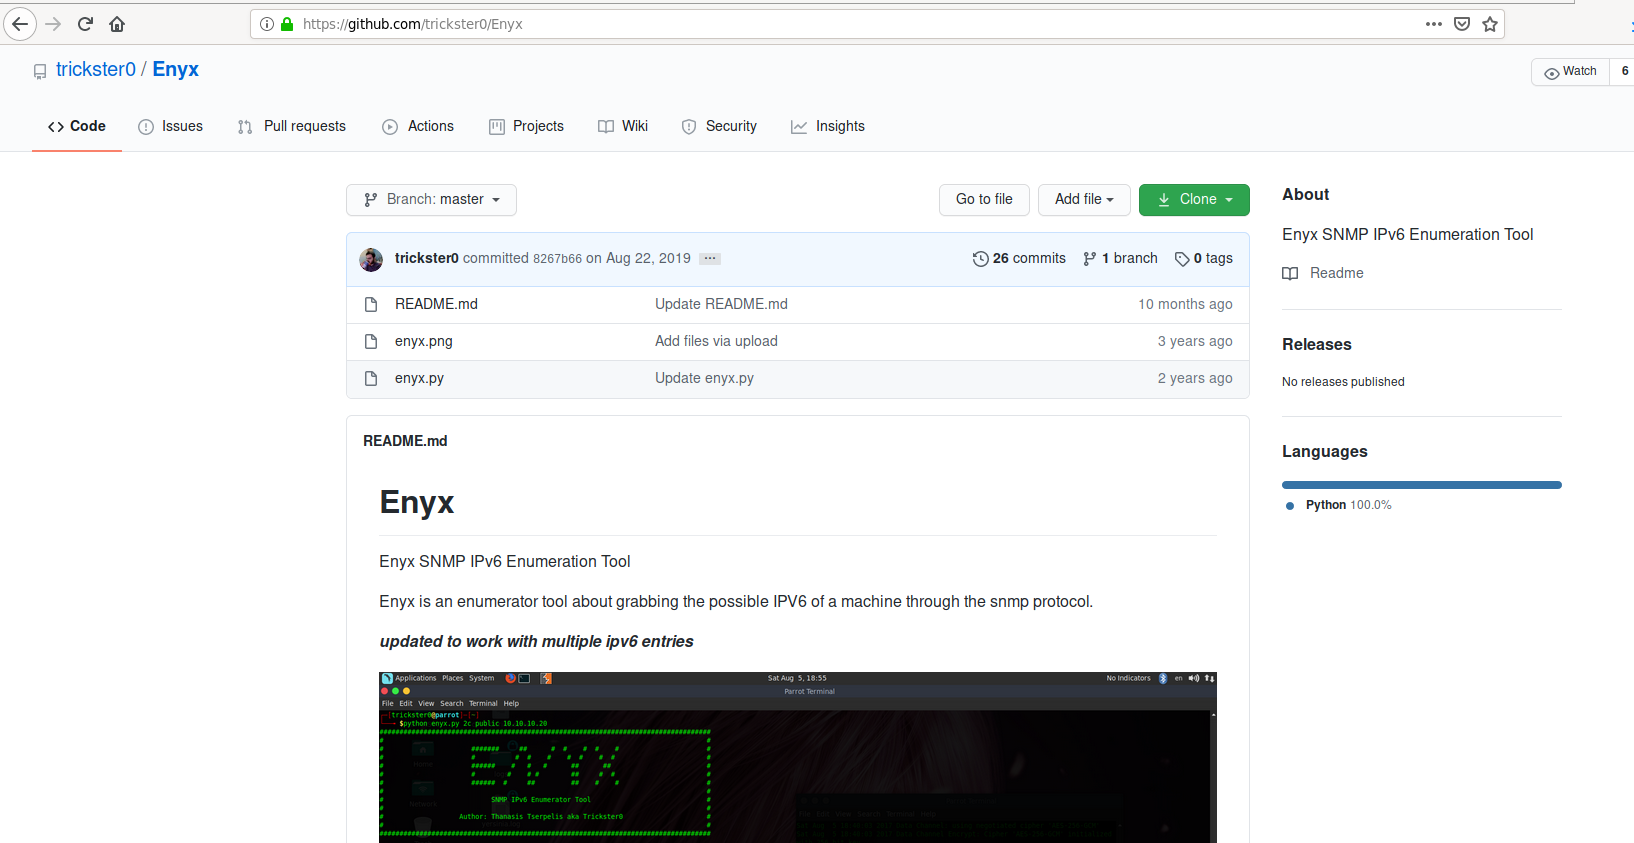 https://github.com/trickster0/Enyx
trickster0 / Enyx
Watch 6
Code Issues Pull requests Actions Projects Wiki Security Insights
Branch: master Go to file Add file Clone
trickster0 committed 8267b66 on Aug 22, 2019 ··· 26 commits 1 branch 0 tags
README.md Update README.md 10 months ago
enyx.png Add files via upload 3 years ago
enyx.py Update enyx.py 2 years ago
About
Enyx SNMP IPv6 Enumeration Tool
Readme
Releases
No releases published
Languages
Python 100.0%
README.md
Enyx
Enyx SNMP IPv6 Enumeration Tool
Enyx is an enumerator tool about grabbing the possible IPV6 of a machine through the snmp protocol.
updated to work with multiple ipv6 entries
Applications Places System Sat Aug 5, 18:55 No Indicators en
Parrot Terminal
File Edit View Search Terminal Help
[trickster0@parrot]─[~]
$python enyx.py 2c public 10.10.10.20
ENYX
SNMP IPv6 Enumerator Tool
Author: Thanasis Tserpelis aka Trickster0